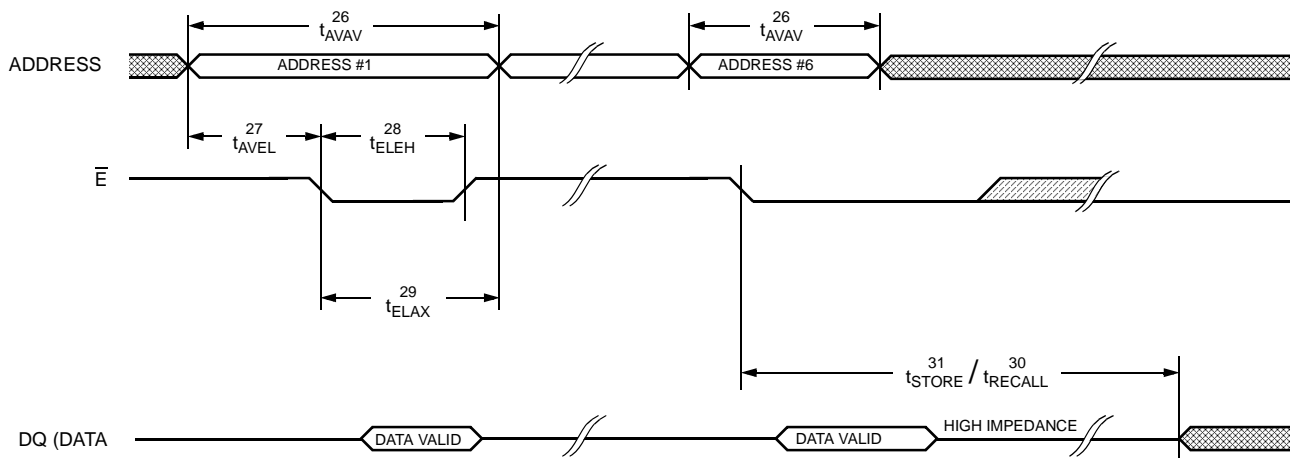 26 26
tAVAV tAVAV
ADDRESS ADDRESS #1 ADDRESS #6
27 28
tAVEL tELEH
E̅
29
tELAX
31 30
tSTORE / tRECALL
DQ (DATA DATA VALID DATA VALID HIGH IMPEDANCE